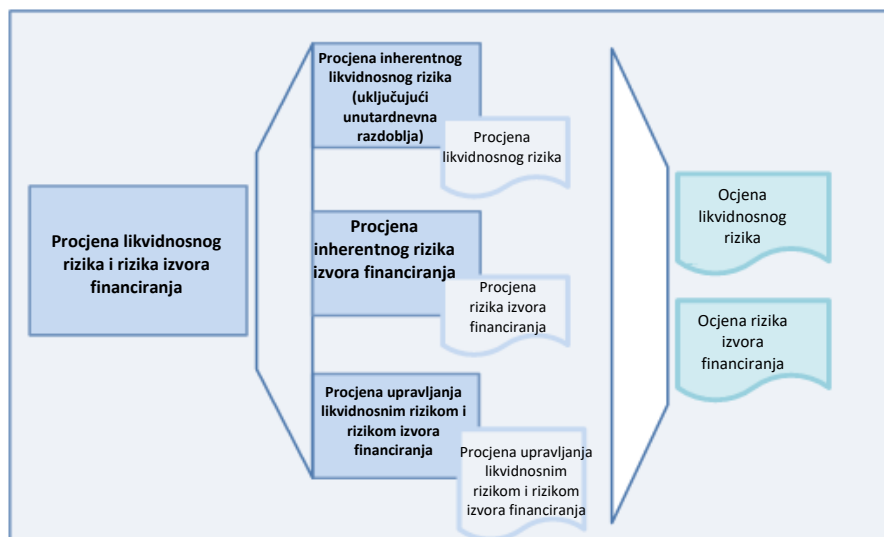 Procjena likvidnosnog
rizika i rizika izvora
financiranja
Procjena inherentnog
likvidnosnog rizika
(uključujući
unutardnevna
razdoblja)
Procjena
likvidnosnog rizika
Procjena
inherentnog rizika
izvora financiranja
Procjena
rizika izvora
financiranja
Procjena upravljanja
likvidnosnim rizikom i
rizikom izvora
financiranja
Procjena upravljanja
likvidnosnim
rizikom i rizikom
izvora financiranja
Ocjena
likvidnosnog
rizika
Ocjena rizika
izvora
financiranja